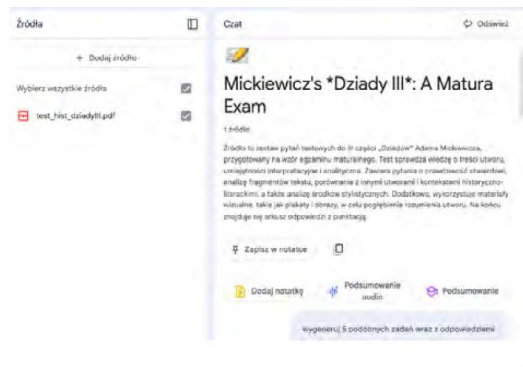 Źródła
Czat
Odśwież
+ Dodaj źródło
Wybierz wszystkie źródła
test_hist_dziadyIII.pdf
Mickiewicz's *Dziady III*: A Matura
Exam
1 źródło
Źródło to zestaw pytań testowych do III części „Dziadów” Adama Mickiewicza,
przygotowany na wzór egzaminu maturalnego. Test sprawdza wiedzę o treści utworu,
umiejętności interpretacyjne i analityczne. Zawiera pytania o prawdziwość stwierdzeń,
analizę fragmentów tekstu, porównania z innymi utworami i kontekstami historyczno-
literackimi, a także analizę środków stylistycznych. Dodatkowo, wykorzystuje materiały
wizualne, takie jak plakaty i obrazy, w celu pogłębienia rozumienia utworu. Na końcu
znajduje się arkusz odpowiedzi z punktacją.
Zapisz w notatce
Dodaj notatkę
Podsumowanie
audio
Podsumowanie
wygeneruj 5 podobnych zadań wraz z odpowiedziami